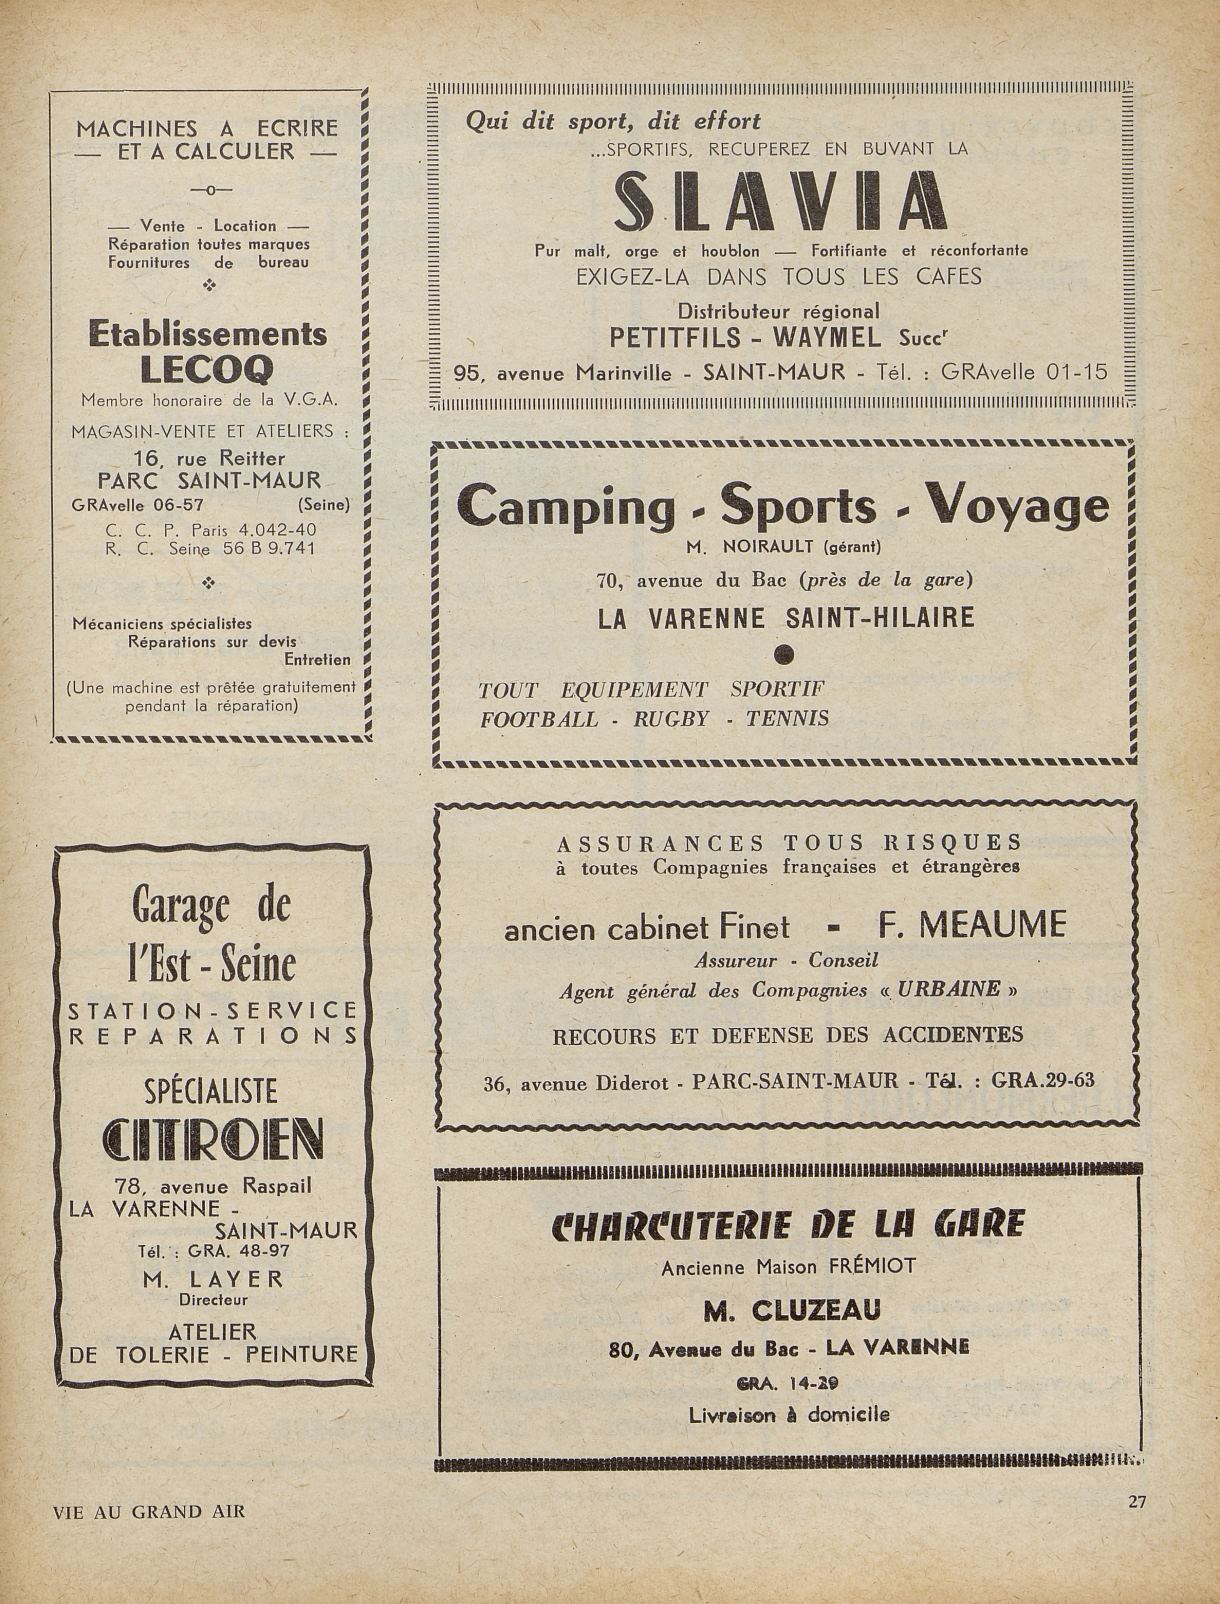 MACHINES A ECRIRE
— ET A CALCULER —
—o—
— Vente - Location —
Réparation toutes marques
Fournitures de bureau
Etablissements
LECOQ
Membre honoraire de la V.G.A.
MAGASIN-VENTE ET ATELIERS :
16, rue Reitter
PARC SAINT-MAUR
GRAvelle 06-57 (Seine)
C. C. P. Paris 4.042-40
R. C. Seine 56 B 9.741
Mécaniciens spécialistes
Réparations sur devis
Entretien
(Une machine est prêtée gratuitement
pendant la réparation)
Garage de
l'Est - Seine
STATION-SERVICE
REPARATIONS
SPÉCIALISTE
CITROEN
78, avenue Raspail
LA VARENNE -
SAINT-MAUR
Tél. : GRA. 48-97
M. LAYER
Directeur
ATELIER
DE TOLERIE - PEINTURE
Qui dit sport, dit effort
...SPORTIFS, RECUPEREZ EN BUVANT LA
SLAVIA
Pur malt, orge et houblon — Fortifiante et réconfortante
EXIGEZ-LA DANS TOUS LES CAFES
Distributeur régional
PETITFILS - WAYMEL Succr
95, avenue Marinville - SAINT-MAUR - Tél. : GRAvelle 01-15
Camping - Sports - Voyage
M. NOIRAULT (gérant)
70, avenue du Bac (près de la gare)
LA VARENNE SAINT-HILAIRE
TOUT EQUIPEMENT SPORTIF
FOOTBALL - RUGBY - TENNIS
ASSURANCES TOUS RISQUES
à toutes Compagnies françaises et étrangères
ancien cabinet Finet - F. MEAUME
Assureur - Conseil
Agent général des Compagnies « URBAINE »
RECOURS ET DEFENSE DES ACCIDENTES
36, avenue Diderot - PARC-SAINT-MAUR - Tél. : GRA.29-63
CHARCUTERIE DE LA GARE
Ancienne Maison FRÉMIOT
M. CLUZEAU
80, Avenue du Bac - LA VARENNE
GRA. 14-29
Livraison à domicile
VIE AU GRAND AIR
27